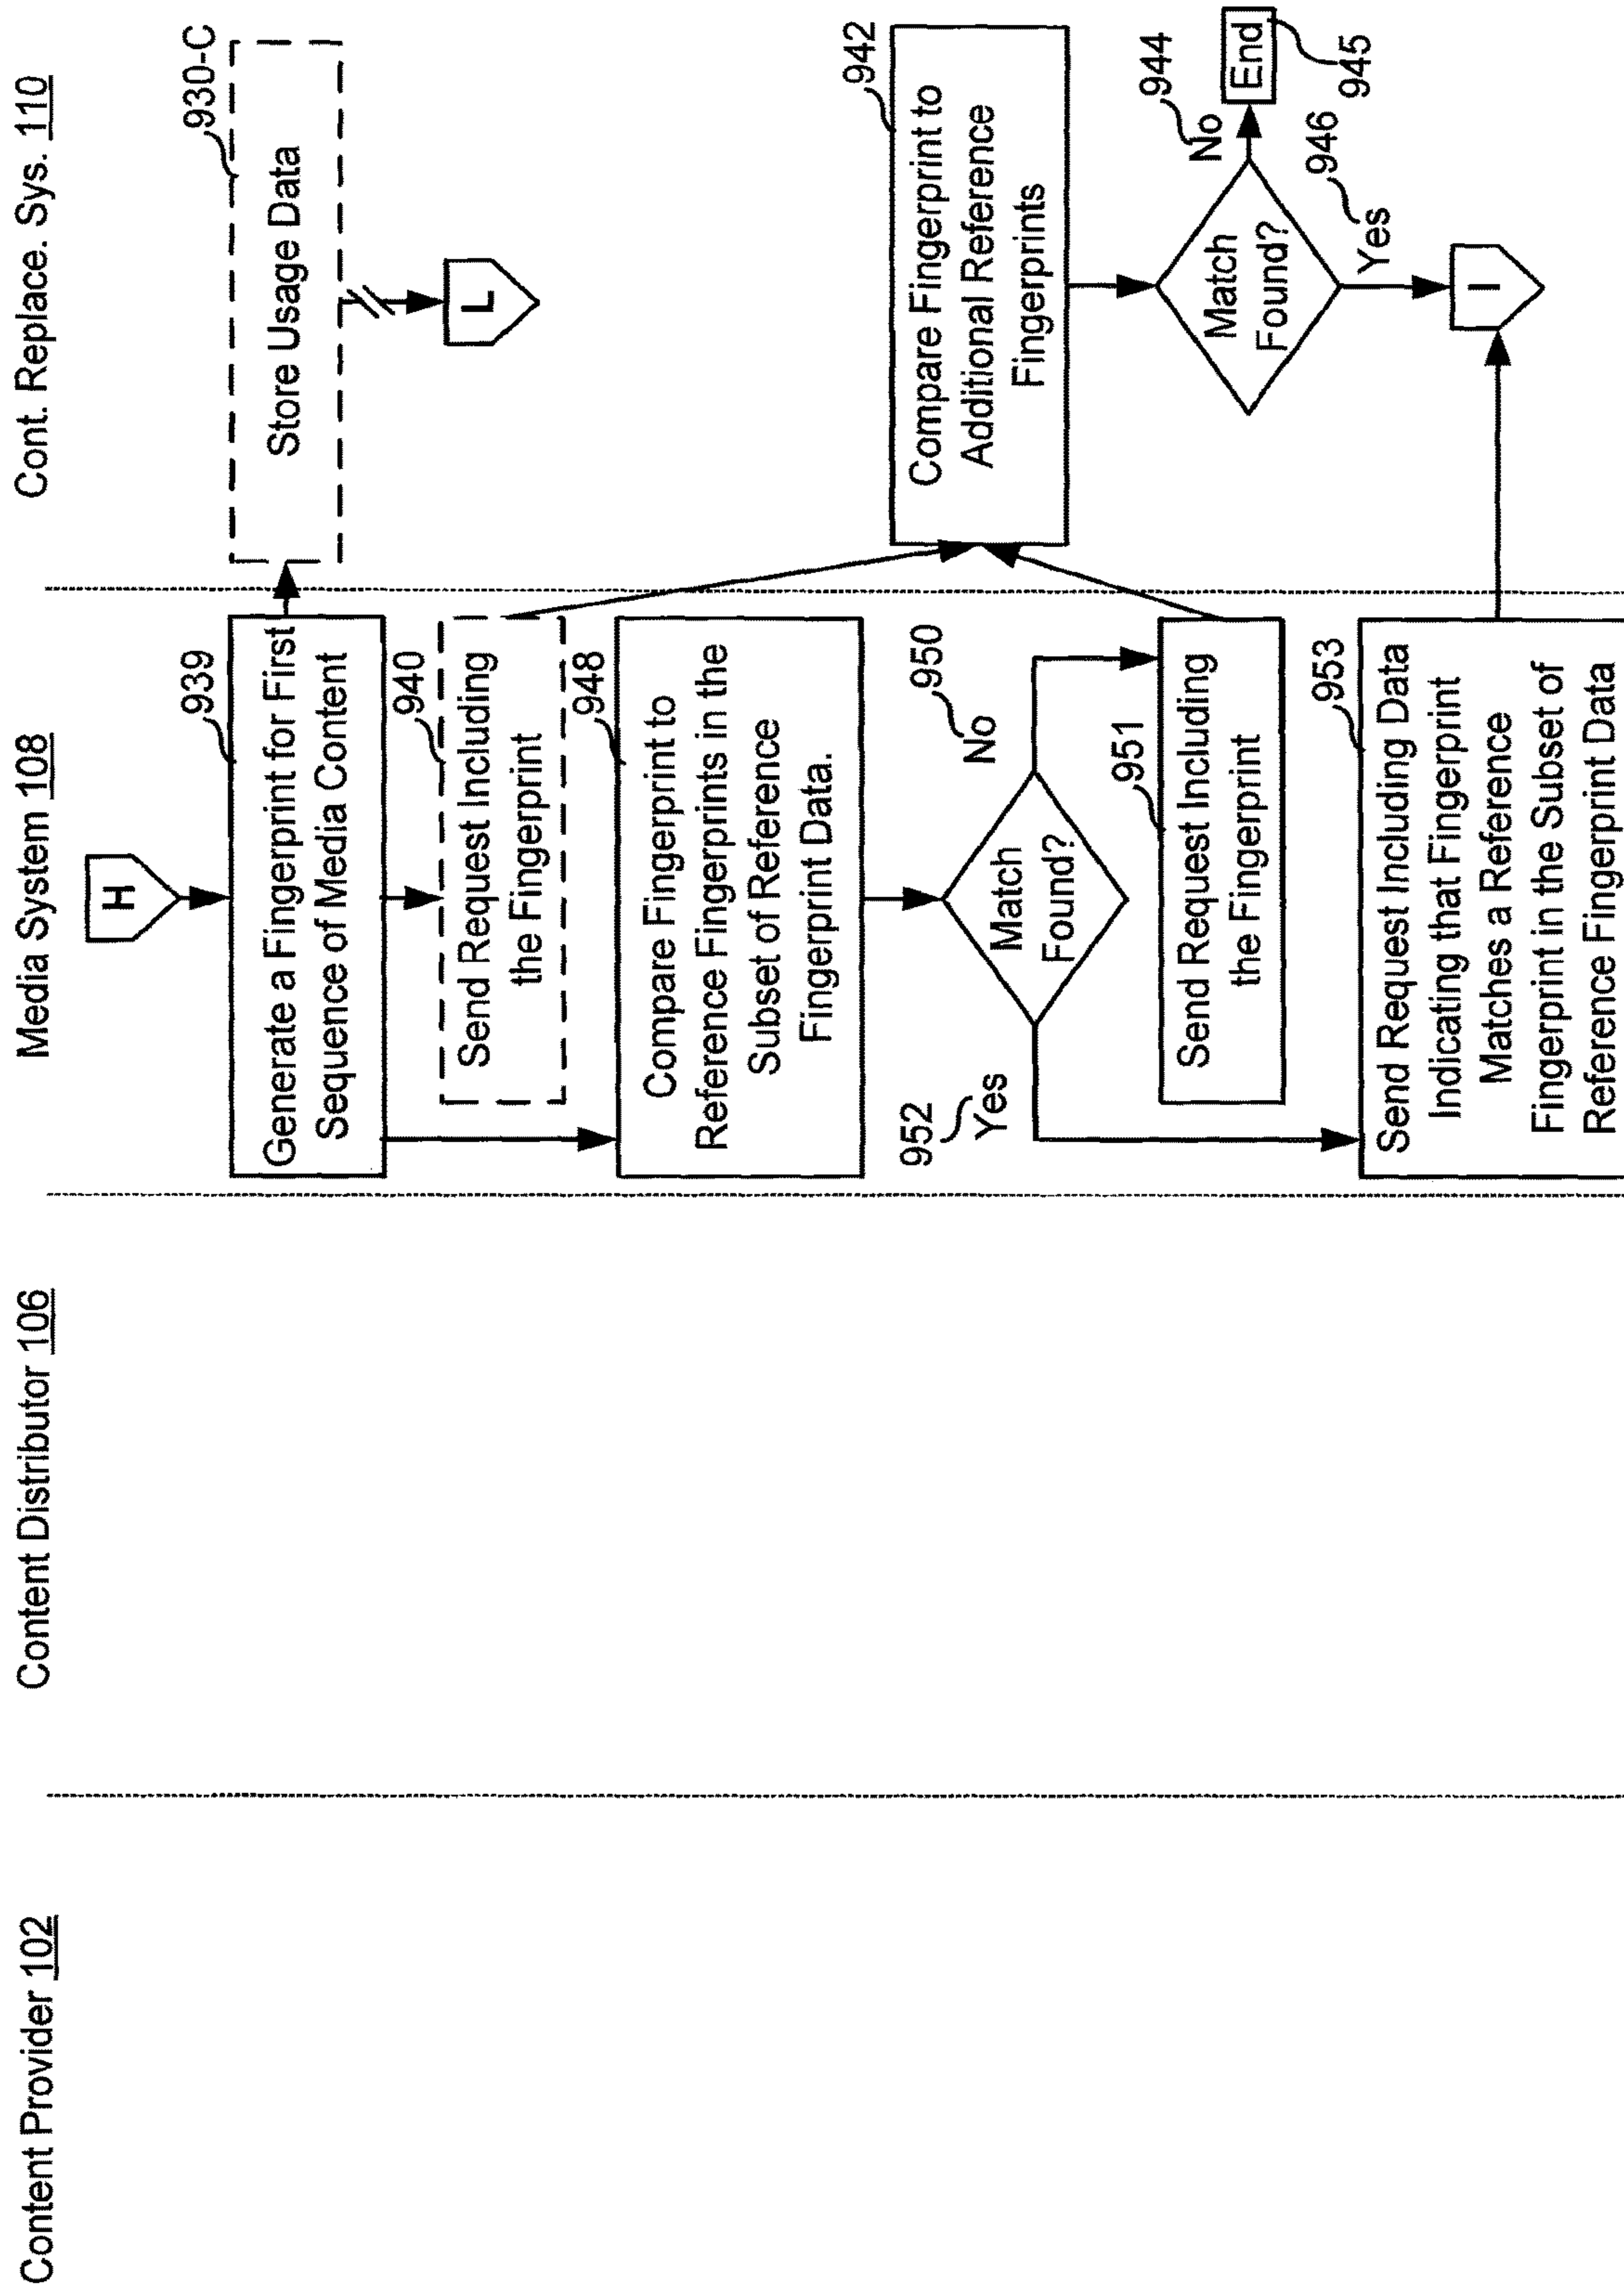 Content Provider 102
Content Distributor 106
Media System 108
Cont. Replace. Sys. 110
H
939
Generate a Fingerprint for First
Sequence of Media Content
930-C
Store Usage Data
L
940
Send Request Including
the Fingerprint
948
Compare Fingerprint to
Reference Fingerprints in the
Subset of Reference
Fingerprint Data.
942
Compare Fingerprint to
Additional Reference
Fingerprints
Match
Found?
950
No
952
Yes
951
Send Request Including
the Fingerprint
Match
Found?
944
No
End
945
946
Yes
I
953
Send Request Including Data
Indicating that Fingerprint
Matches a Reference
Fingerprint in the Subset of
Reference Fingerprint Data